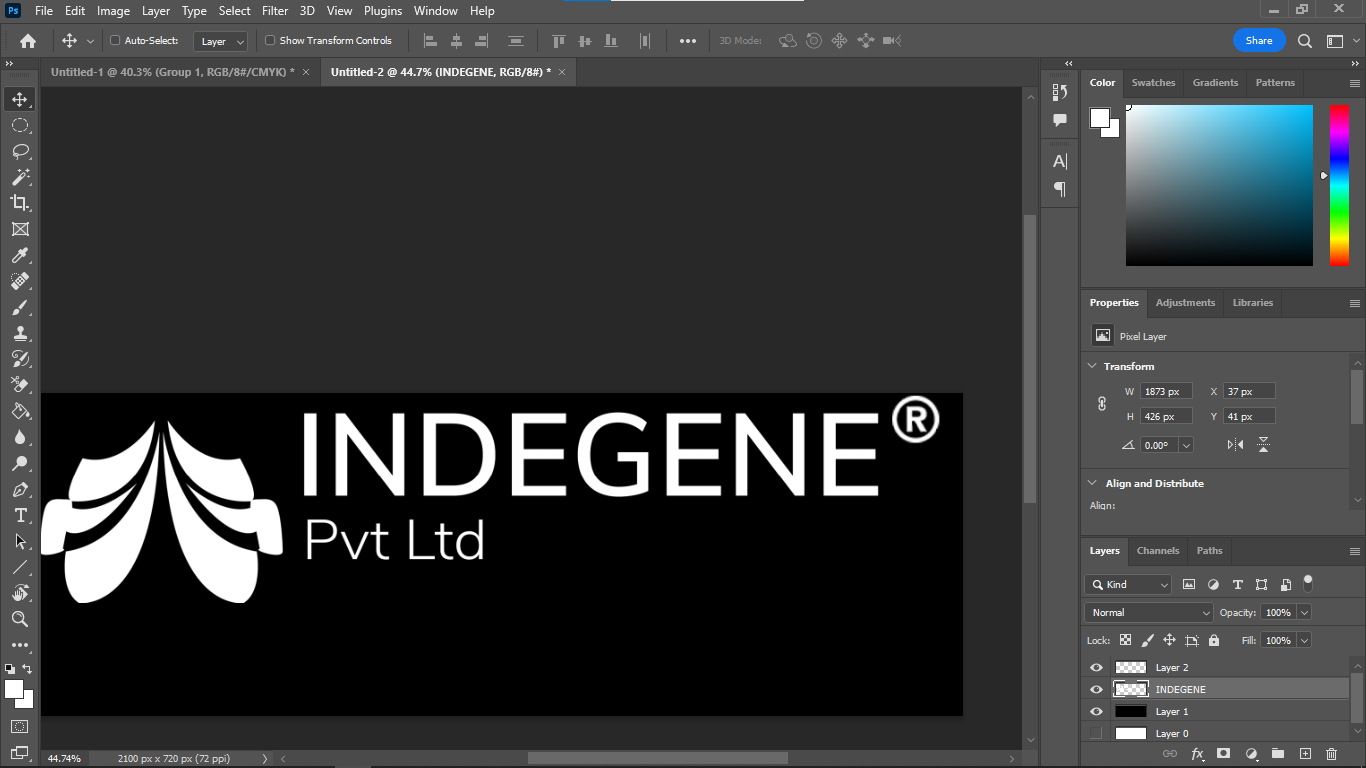 Ps File Edit Image Layer Type Select Filter 3D View Plugins Window Help
Auto-Select: Layer Show Transform Controls 3D Mode: Share
Untitled-1 @ 40.3% (Group 1, RGB/8#/CMYK) * × Untitled-2 @ 44.7% (INDEGENE, RGB/8#) * ×
Color Swatches Gradients Patterns
Properties Adjustments Libraries
Pixel Layer
Transform
W 1873 px X 37 px
H 426 px Y 41 px
0.00°
Align and Distribute
Align:
INDEGENE®
Pvt Ltd
Layers Channels Paths
Kind
Normal Opacity: 100%
Lock: Fill: 100%
Layer 2
INDEGENE
Layer 1
Layer 0
44.74% 2100 px x 720 px (72 ppi)